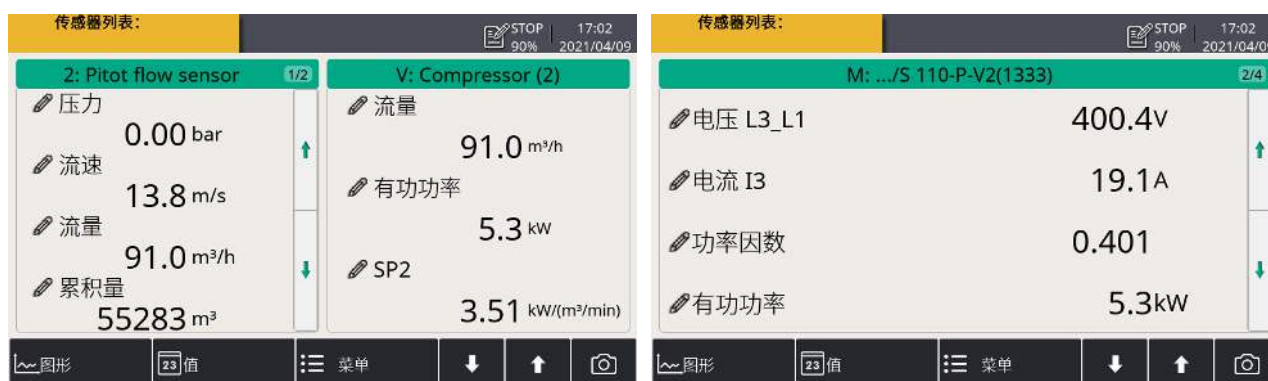 传感器列表：
STOP 17:02
90% 2021/04/09
2: Pitot flow sensor 1/2
压力
0.00 bar
流速
13.8 m/s
流量
91.0 m³/h
累积量
55283 m³
V: Compressor (2)
流量
91.0 m³/h
有功功率
5.3 kW
SP2
3.51 kW/(m³/min)
图形 23 值 菜单
传感器列表：
STOP 17:02
90% 2021/04/09
M: .../S 110-P-V2(1333) 2/4
电压 L3_L1 400.4V
电流 I3 19.1A
功率因数 0.401
有功功率 5.3kW
图形 23 值 菜单